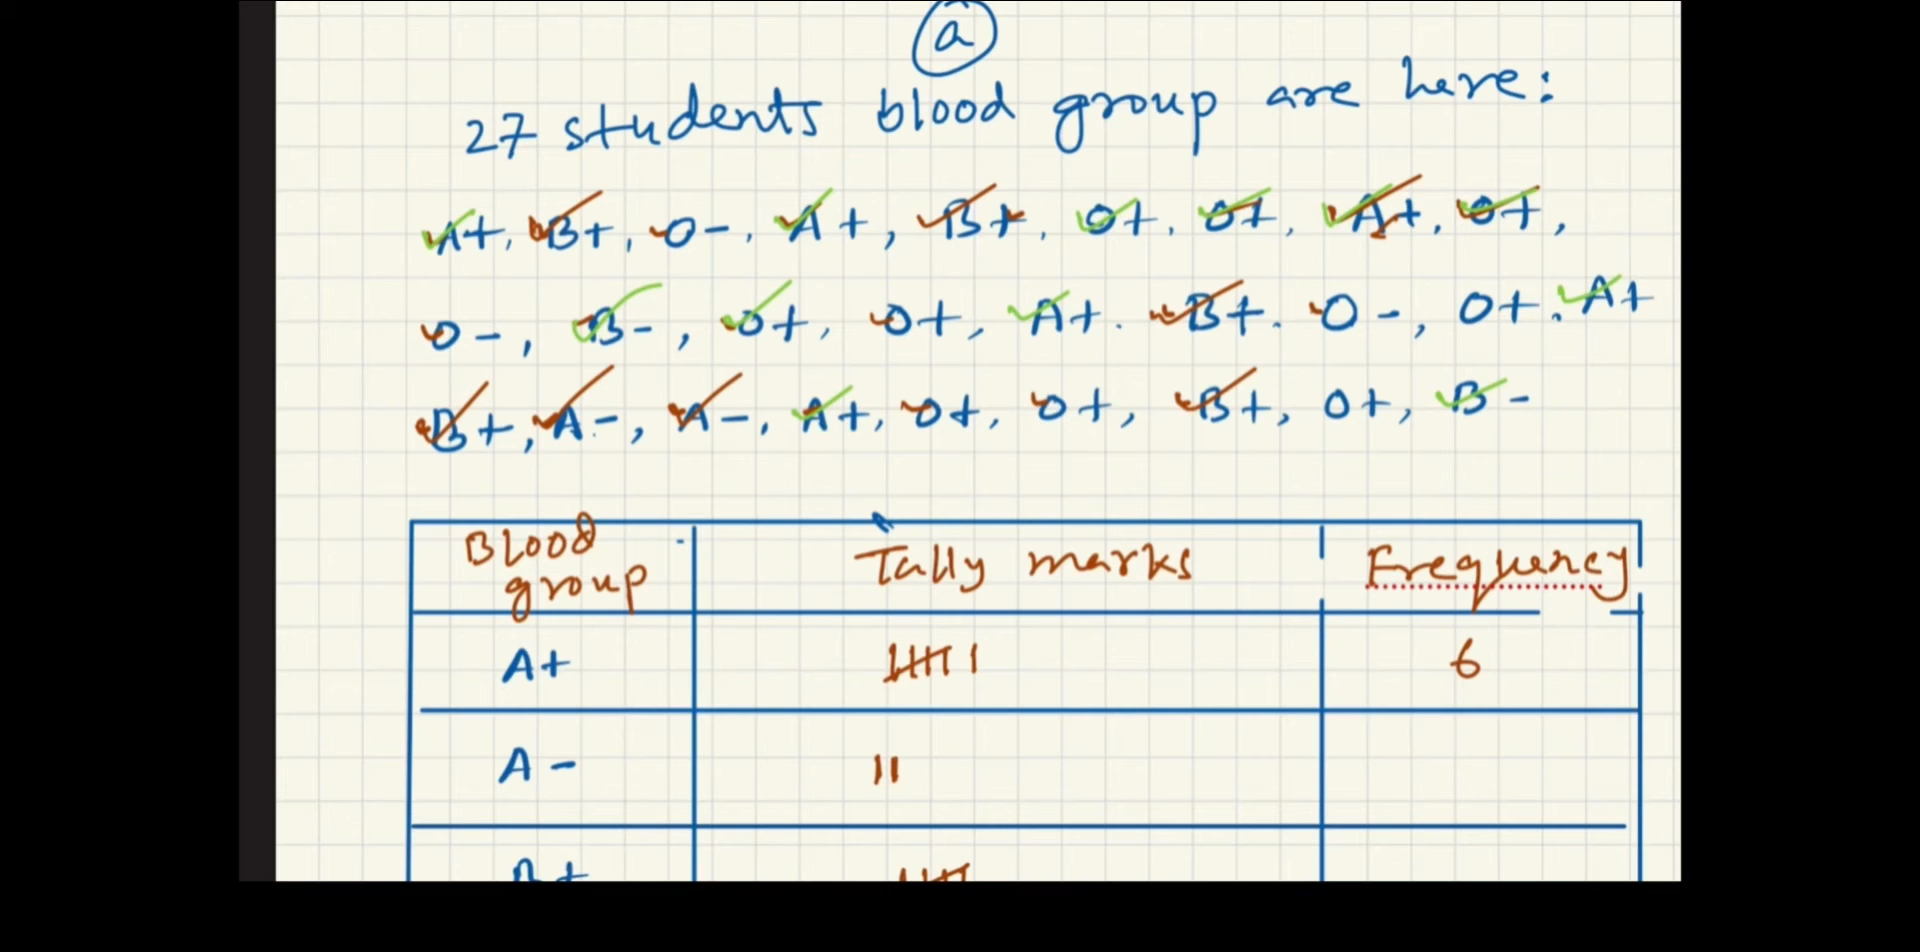 a
27 students blood group are here:
A+, B+, O-, A+, B+, O+, O+, A+, O+,
O-, B-, O+, O+, A+. B+. O-, O+, A+
B+, A-, A-, A+, O+, O+, B+, O+, B-
Blood group Tally marks Frequency
A+ 6
A-
B+